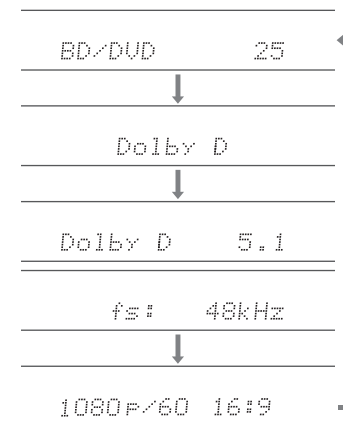 BD/DVD 25
Dolby D
Dolby D 5.1
fs: 48kHz
1080p/60 16:9